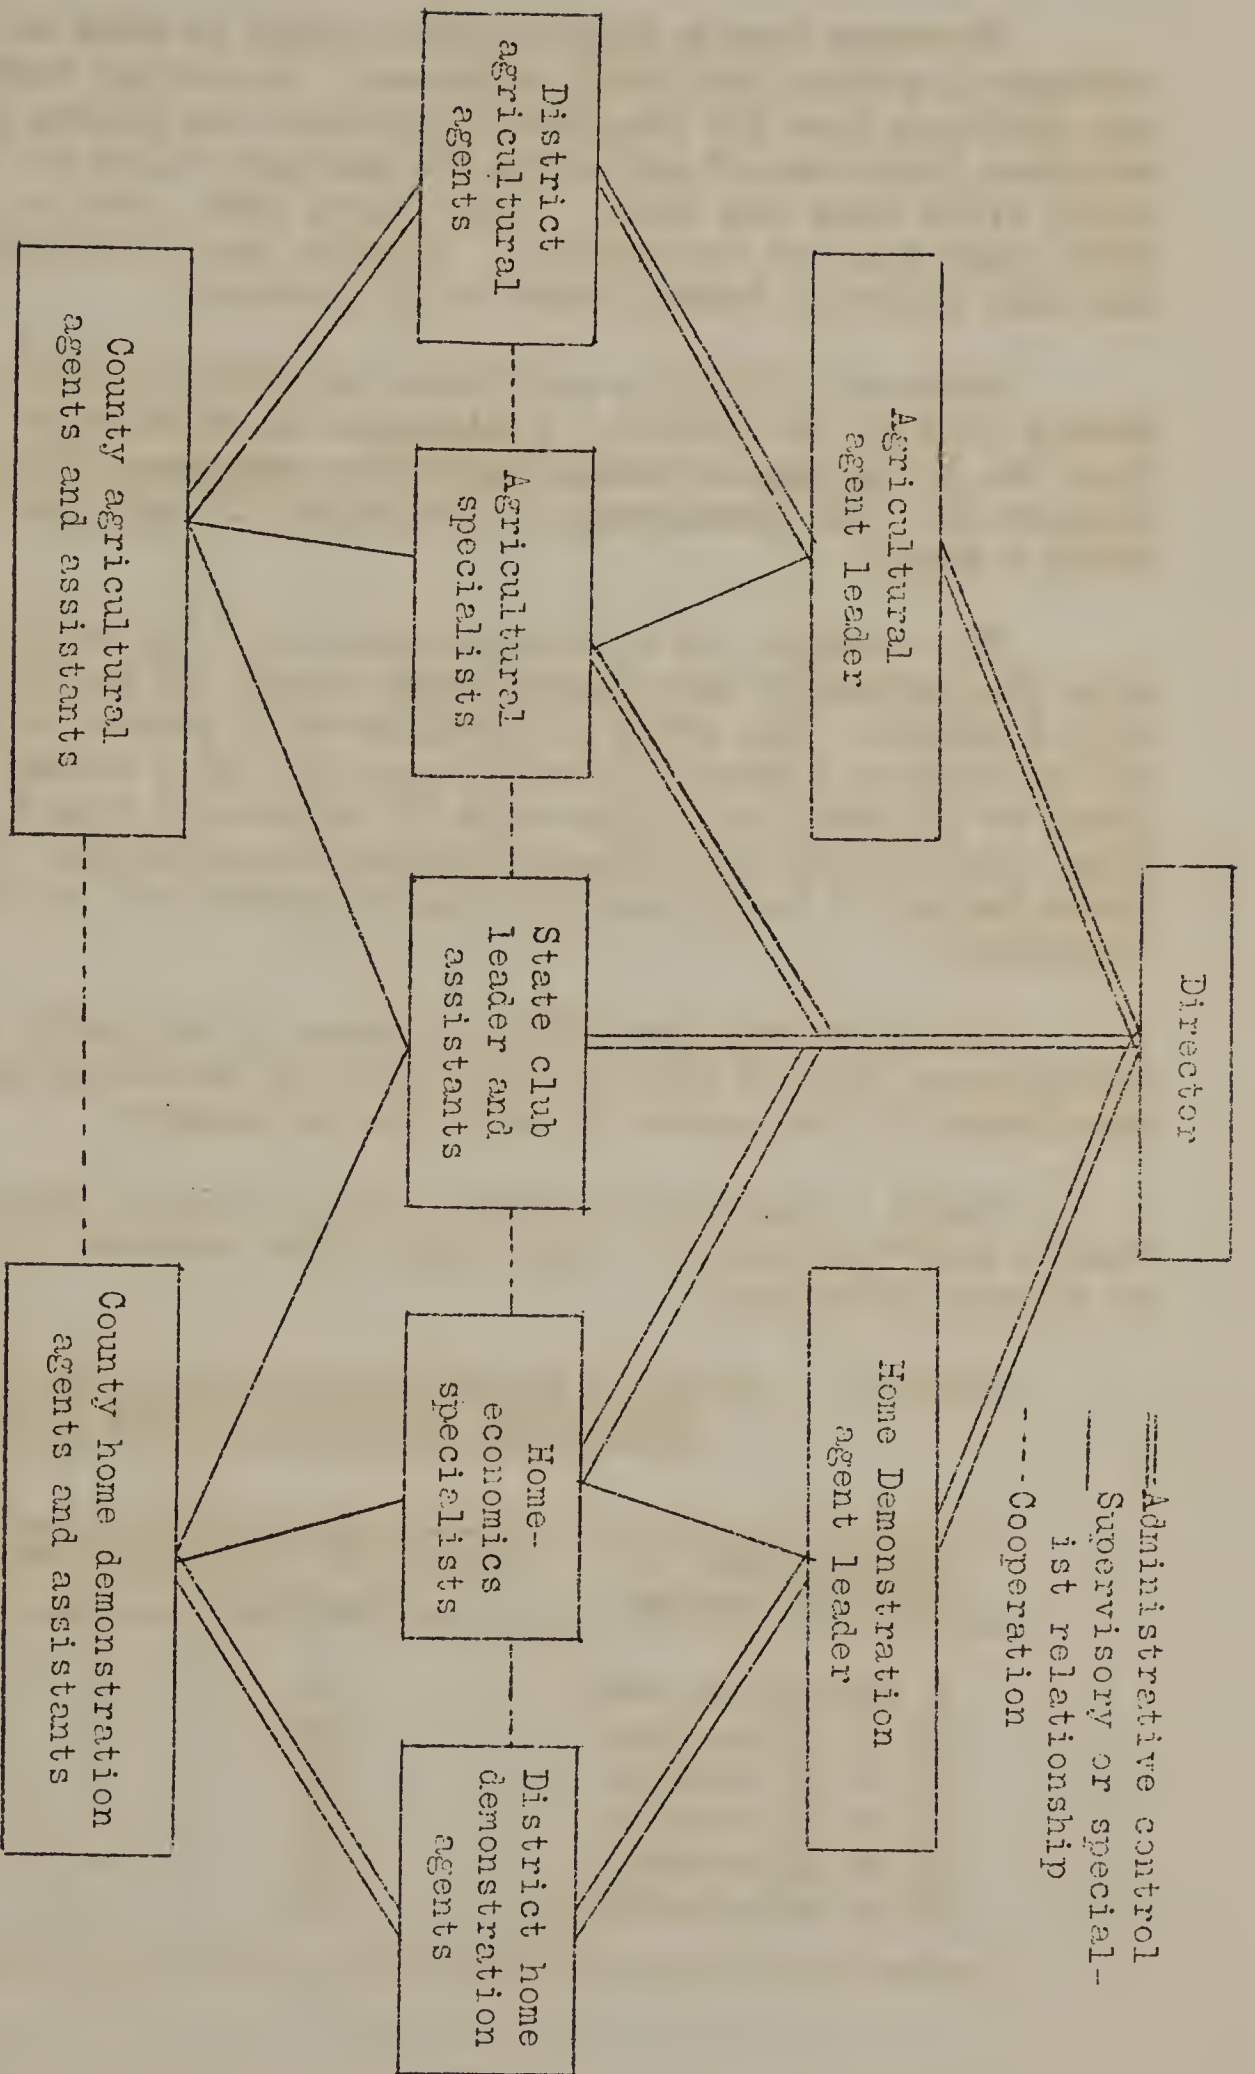 Director
Administrative control
Supervisory or special-
ist relationship
Cooperation
Agricultural
agent leader
Home Demonstration
agent leader
District
agricultural
agents
Agricultural
specialists
State club
leader and
assistants
Home--
economics
specialists
District home
demonstration
agents
County agricultural
agents and assistants
County home demonstration
agents and assistants